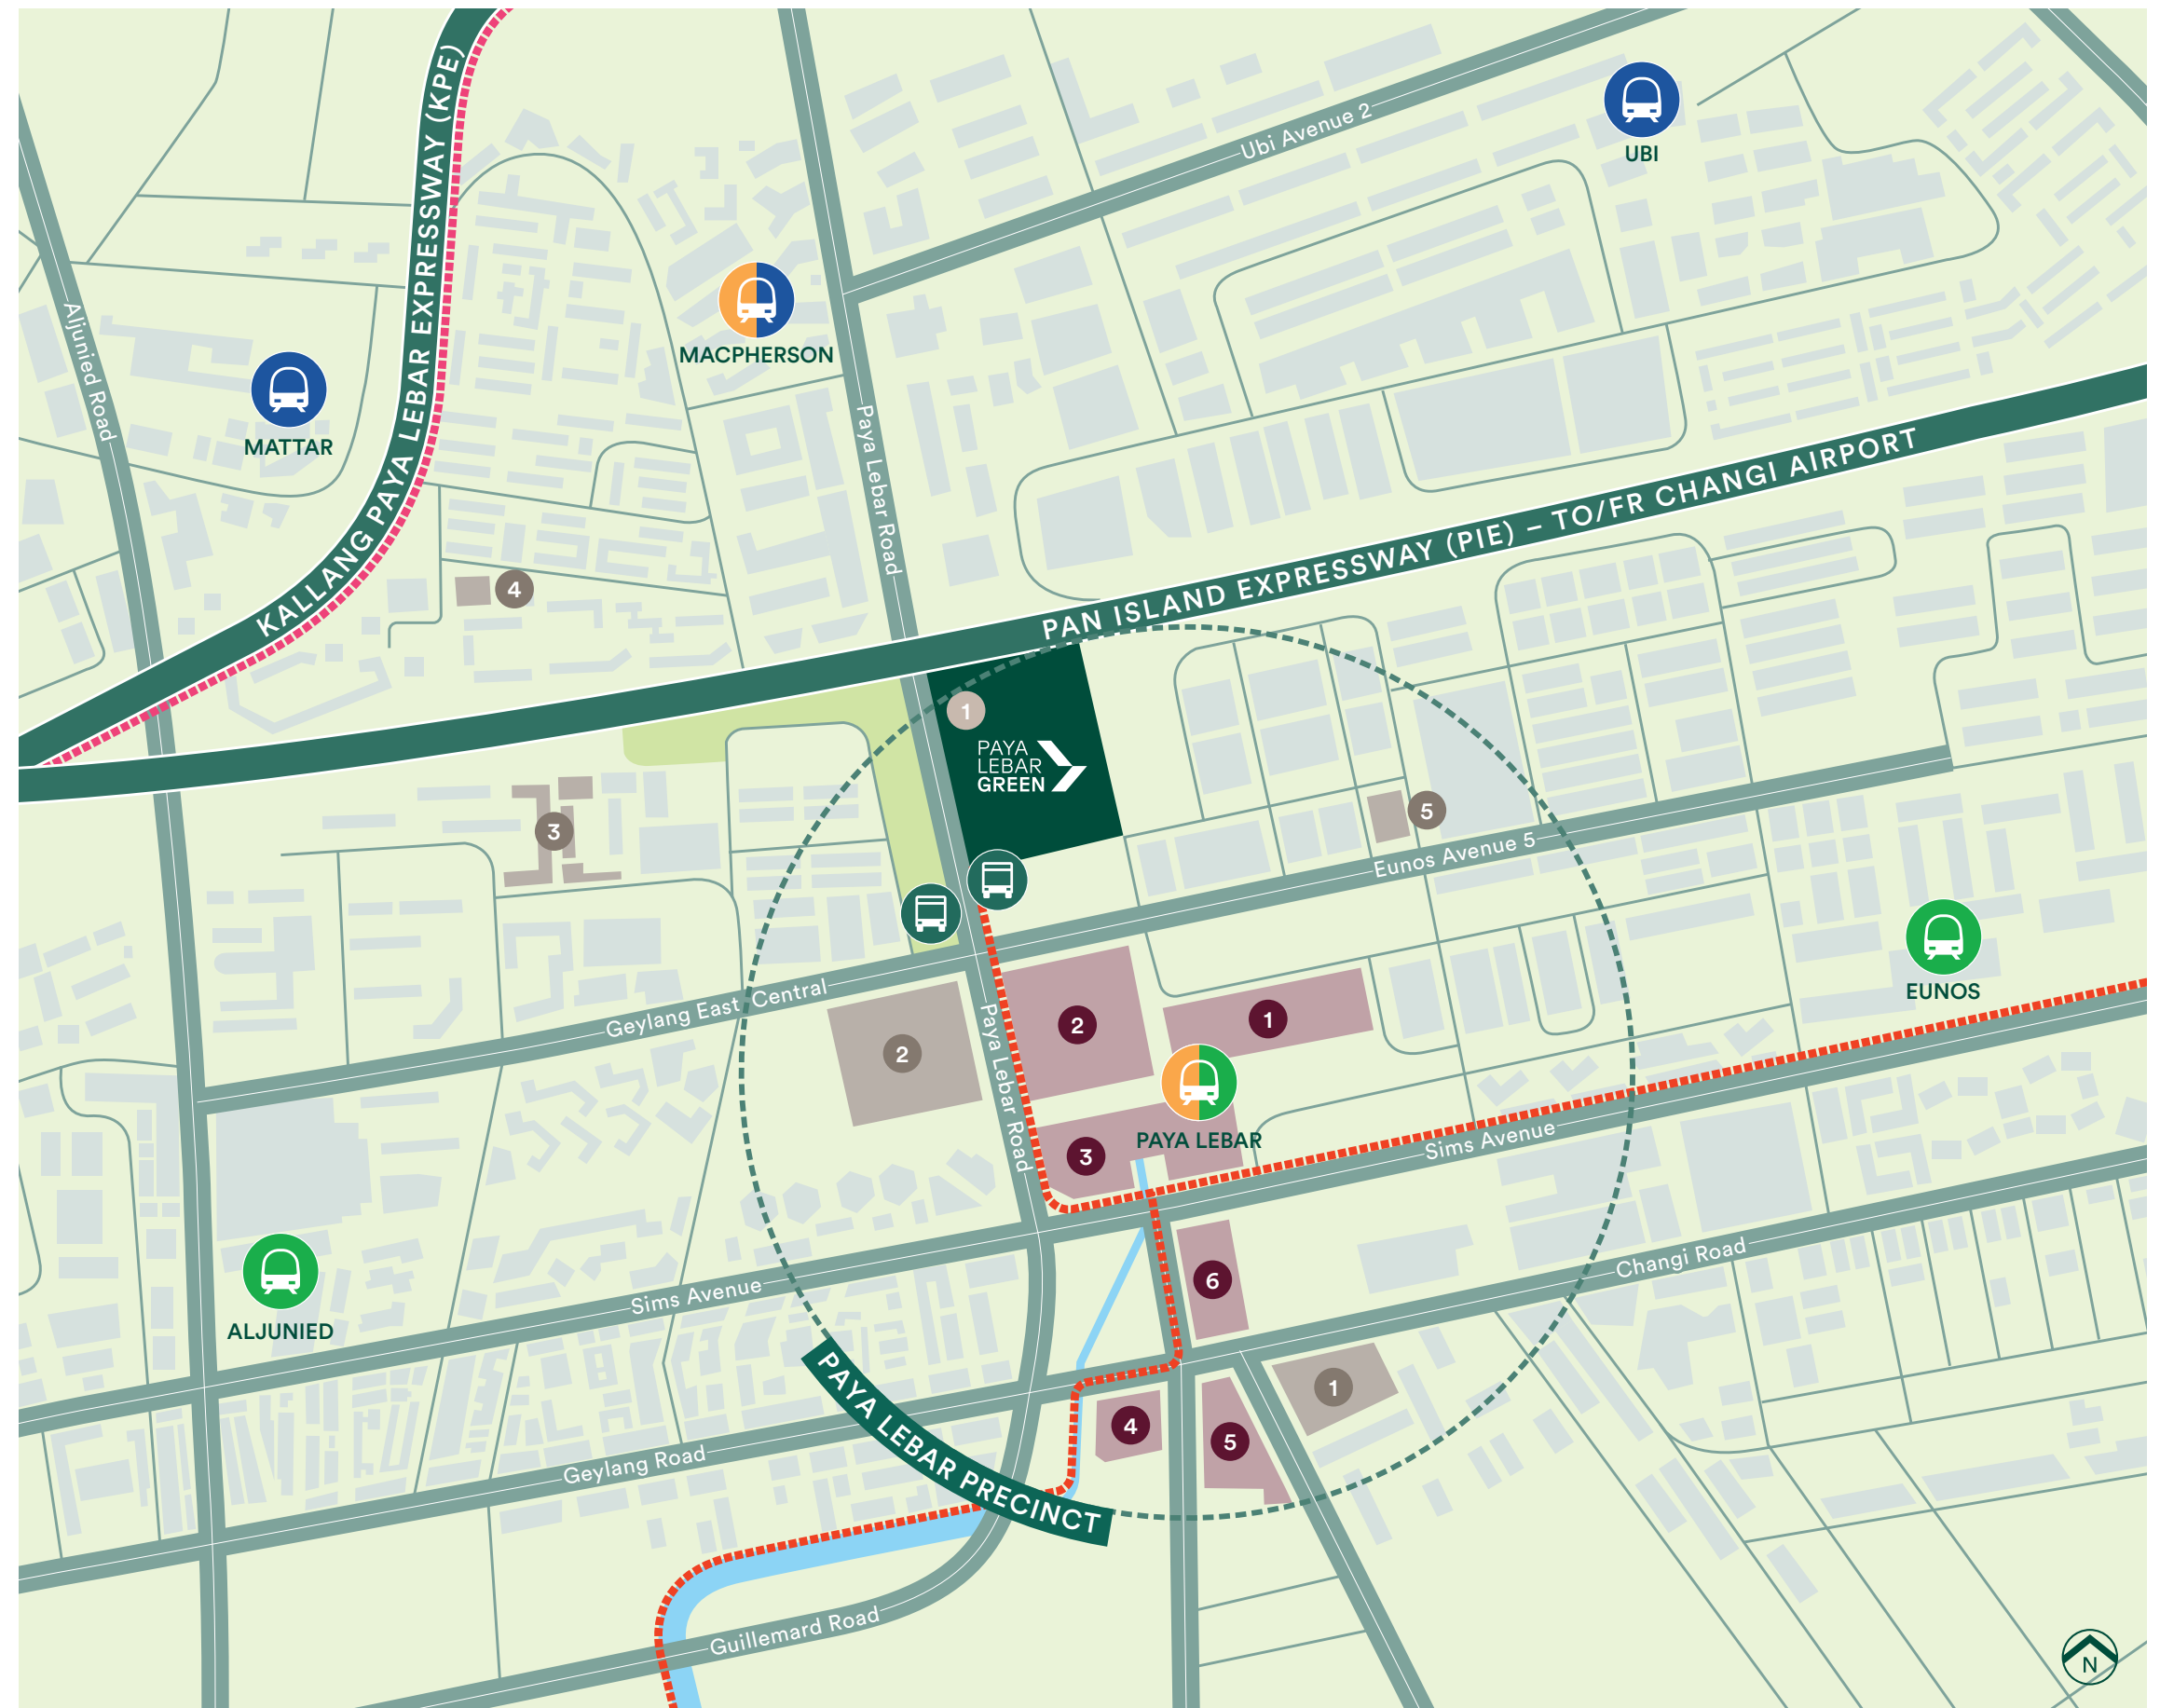 KALLANG PAYA LEBAR EXPRESSWAY (KPE)
Ubi Avenue 2
UBI
Aljunied Road
MACPHERSON
MATTAR
Paya Lebar Road
PAN ISLAND EXPRESSWAY (PIE) – TO/FR CHANGI AIRPORT
4
1
PAYA
LEBAR
GREEN
3
5
Eunos Avenue 5
EUNOS
Geylang East Central
2
2
1
Paya Lebar Road
PAYA LEBAR
3
Sims Avenue
ALJUNIED
Sims Avenue
6
Changi Road
PAYA LEBAR PRECINCT
1
4
5
Geylang Road
Guillemard Road
N